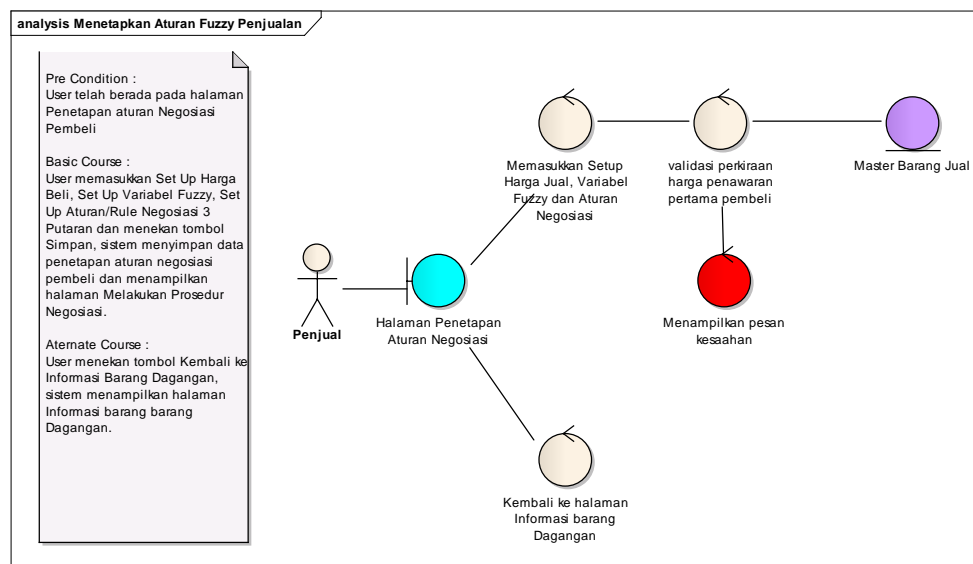 analysis Menetapkan Aturan Fuzzy Penjualan
Pre Condition :
User telah berada pada halaman
Penetapan aturan Negosiasi
Pembeli
Basic Course :
User memasukkan Set Up Harga
Beli, Set Up Variabel Fuzzy, Set
Up Aturan/Rule Negosiasi 3
Putaran dan menekan tombol
Simpan, sistem menyimpan data
penetapan aturan negosiasi
pembeli dan menampilkan
halaman Melakukan Prosedur
Negosiasi.
Aternate Course :
User menekan tombol Kembali ke
Informasi Barang Dagangan,
sistem menampilkan halaman
Informasi barang barang
Dagangan.
Penjual
Halaman Penetapan
Aturan Negosiasi
Memasukkan Setup
Harga Jual, Variabel
Fuzzy dan Aturan
Negosiasi
validasi perkiraan
harga penawaran
pertama pembeli
Master Barang Jual
Menampilkan pesan
kesaahan
Kembali ke halaman
Informasi barang
Dagangan